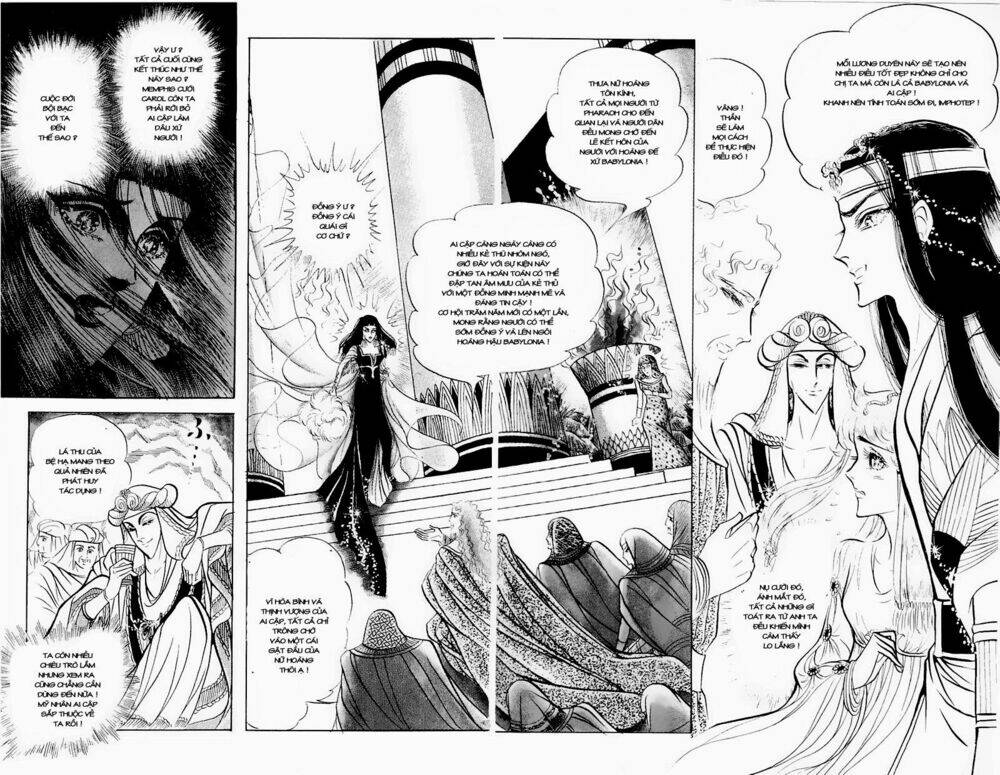 MỐI LƯƠNG DUYÊN NÀY SẼ TẠO NÊN
NHIỀU ĐIỀU TỐT ĐẸP KHÔNG CHỈ CHO
CHỊ TA MÀ CÒN LÀ CẢ BABYLONIA VÀ
AI CẬP !
KHANH NÊN TÍNH TOÁN SỚM ĐI, IMPHOTEP !
VÂNG !
THẦN
SẼ LÀM
MỌI CÁCH
ĐỂ THỰC HIỆN
ĐIỀU ĐÓ !
NỤ CƯỜI ĐÓ,
ÁNH MẮT ĐÓ,
TẤT CẢ NHỮNG GÌ
TOÁT RA TỪ ANH TA
ĐỀU KHIẾN MÌNH
CẢM THẤY
LO LẮNG !
THƯA NỮ HOÀNG
TÔN KÍNH,
TẤT CẢ MỌI NGƯỜI TỪ
PHARAOH CHO ĐẾN
QUAN LẠI VÀ NGƯỜI DÂN
ĐỀU MONG CHỜ ĐẾN
LỄ KẾT HÔN CỦA
NGƯỜI VỚI HOÀNG ĐẾ
XỨ BABYLONIA !
AI CẬP CÀNG NGÀY CÀNG CÓ
NHIỀU KẺ THÙ NHÒM NGÓ,
GIỜ ĐÂY VỚI SỰ KIỆN NÀY
CHÚNG TA HOÀN TOÀN CÓ THỂ
ĐẬP TAN ÂM MƯU CỦA KẺ THÙ
VỚI MỘT ĐỒNG MINH MẠNH MẼ VÀ
ĐÁNG TIN CẬY !
CƠ HỘI TRĂM NĂM MỚI CÓ MỘT LẦN,
MONG RẰNG NGƯỜI CÓ THỂ
SỚM ĐỒNG Ý VÀ LÊN NGÔI
HOÀNG HẬU BABYLONIA !
ĐỒNG Ý Ư ?
ĐỒNG Ý CÁI
QUÁI GÌ
CƠ CHỨ ?
VÌ HÒA BÌNH VÀ
THỊNH VƯỢNG CỦA
AI CẬP, TẤT CẢ CHỈ
TRÔNG CHỜ
VÀO MỘT CÁI
GẬT ĐẦU CỦA
NỮ HOÀNG
THÔI Ạ !
VẬY Ư ?
TẤT CẢ CUỐI CÙNG
KẾT THÚC NHƯ THẾ
NÀY SAO ?
MEMPHIS CƯỚI
CAROL CÒN TA
PHẢI RỜI BỎ
AI CẬP LÀM
DÂU XỨ
NGƯỜI !
CUỘC ĐỜI
BỘI BẠC
VỚI TA
ĐẾN
THẾ SAO ?
ふ,
LÁ THU CỦA
BỆ HẠ MANG THEO
QUẢ NHIÊN ĐÃ
PHÁT HUY
TÁC DỤNG !
TA CÒN NHIỀU
CHIÊU TRÒ LẮM
NHƯNG XEM RA
CŨNG CHẲNG CẦN
DÙNG ĐẾN NỮA !
MỸ NHÂN AI CẬP
SẮP THUỘC VỀ
TA RỒI !